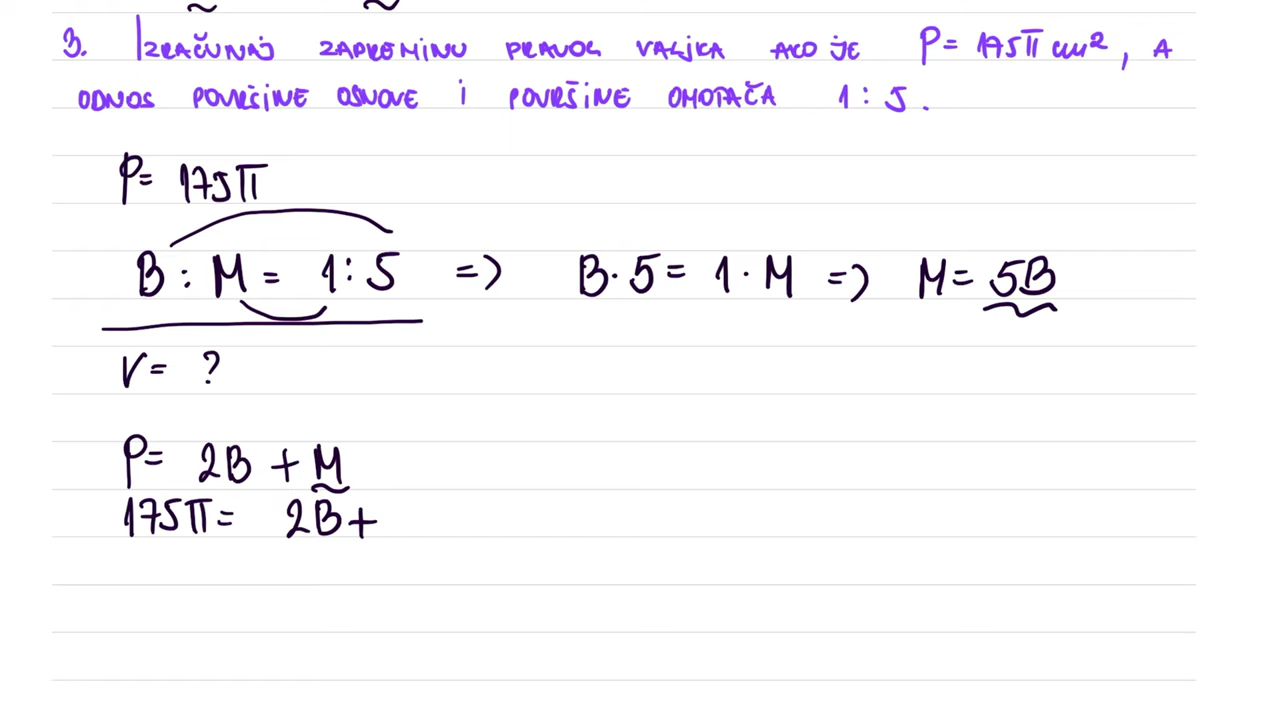 3. IZRAČUNAJ ZAPREMINU PRAVOG VALJKA AKO JE P= 175π cm², A
ODNOS POVRŠINE OSNOVE I POVRŠINE OMOTAČA 1 : 5.
P= 175π
B : M = 1 : 5 => B · 5 = 1 · M => M = 5B
V = ?
P= 2B + M
175π = 2B +